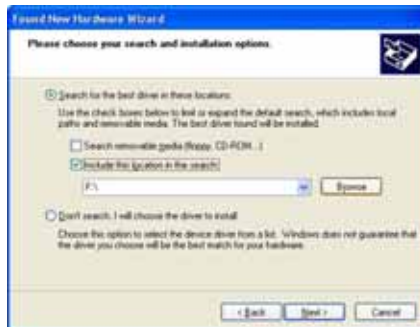 Found New Hardware Wizard
Please choose your search and installation options.
Search for the best driver in these locations.
Use the check boxes below to limit or expand the default search, which includes local
paths and removable media. The best driver found will be installed.
Search removable media (floppy, CD-ROM...)
Include this location in the search:
F:\
Browse
Don't search. I will choose the driver to install.
Choose this option to select the device driver from a list. Windows does not guarantee that
the driver you choose will be the best match for your hardware.
< Back
Next >
Cancel